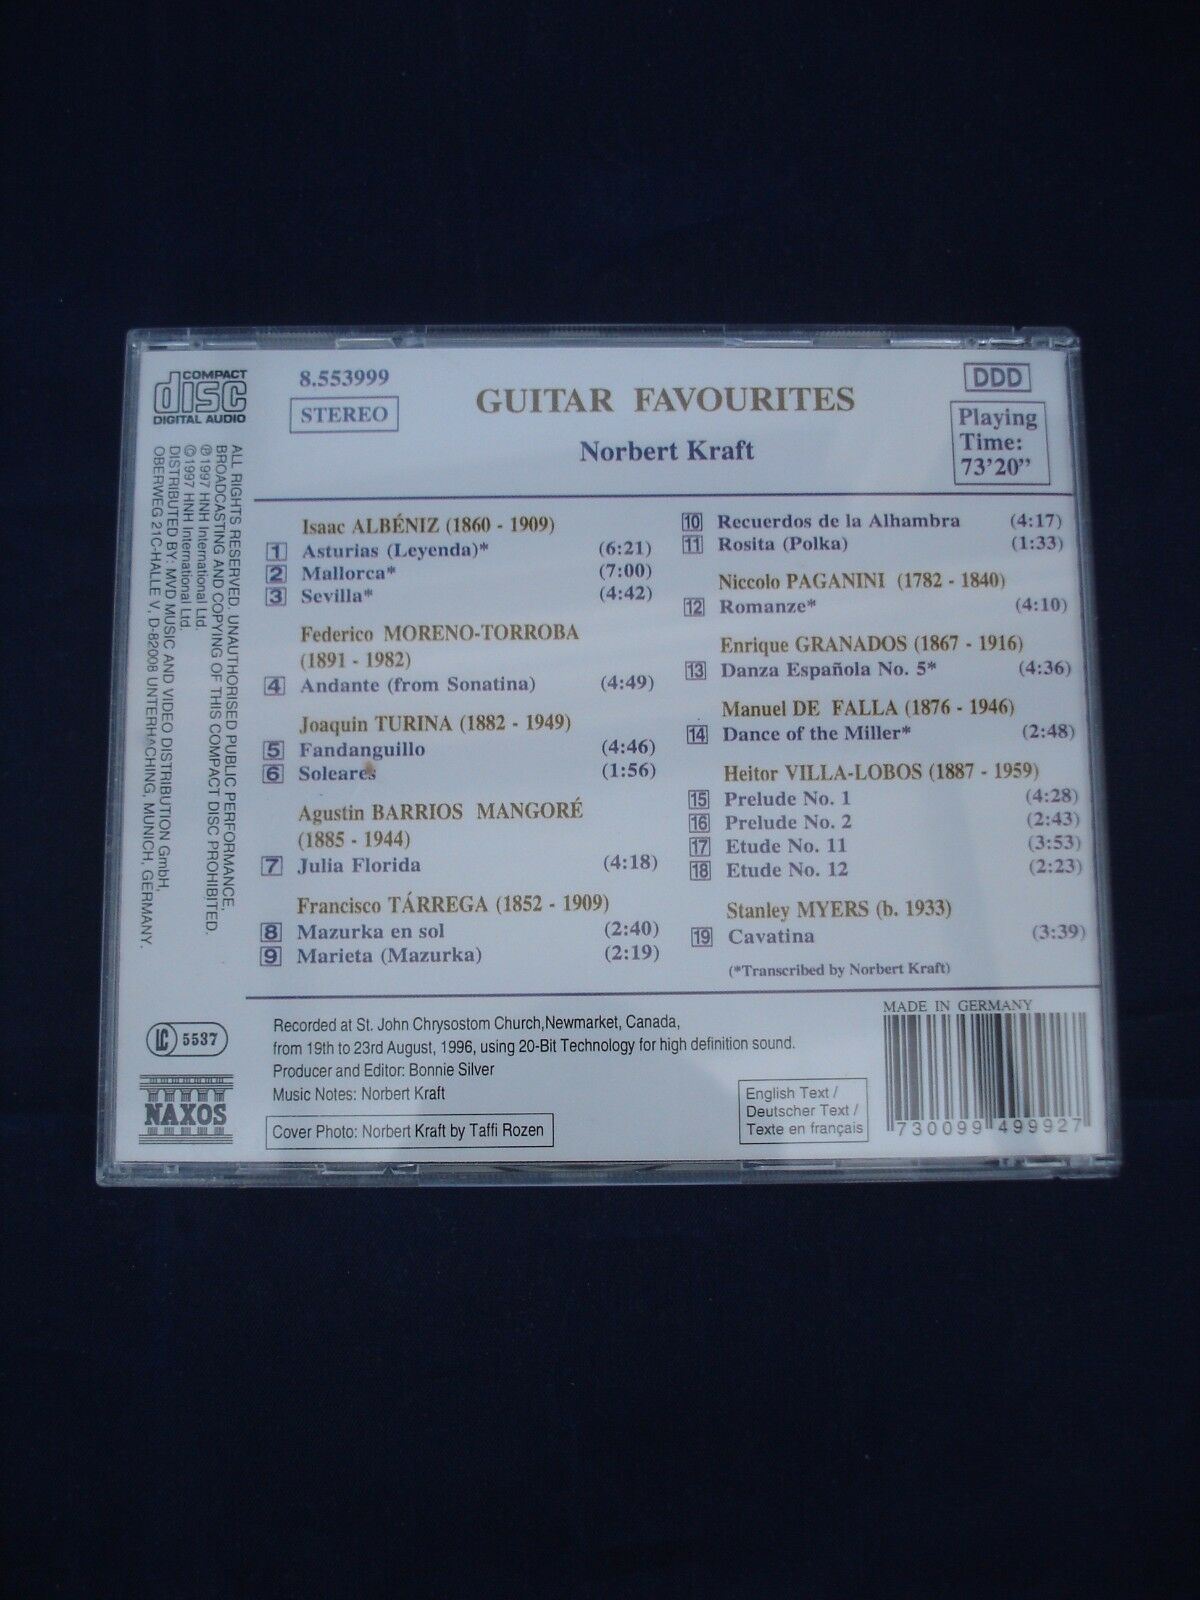 COMPACT
disc
DIGITAL AUDIO
8.553999
STEREO
GUITAR FAVOURITES
Norbert Kraft
DDD
Playing
Time:
73'20"
Isaac ALBÉNIZ (1860 - 1909)
1 Asturias (Leyenda)* (6:21)
2 Mallorca* (7:00)
3 Sevilla* (4:42)
Federico MORENO-TORROBA
(1891 - 1982)
4 Andante (from Sonatina) (4:49)
Joaquin TURINA (1882 - 1949)
5 Fandanguillo (4:46)
6 Soleares (1:56)
Agustin BARRIOS MANGORÉ
(1885 - 1944)
7 Julia Florida (4:18)
Francisco TÁRREGA (1852 - 1909)
8 Mazurka en sol (2:40)
9 Marieta (Mazurka) (2:19)
10 Recuerdos de la Alhambra (4:17)
11 Rosita (Polka) (1:33)
Niccolo PAGANINI (1782 - 1840)
12 Romanze* (4:10)
Enrique GRANADOS (1867 - 1916)
13 Danza Española No. 5* (4:36)
Manuel DE FALLA (1876 - 1946)
14 Dance of the Miller* (2:48)
Heitor VILLA-LOBOS (1887 - 1959)
15 Prelude No. 1 (4:28)
16 Prelude No. 2 (2:43)
17 Etude No. 11 (3:53)
18 Etude No. 12 (2:23)
Stanley MYERS (b. 1933)
19 Cavatina (3:39)
(*Transcribed by Norbert Kraft)
ALL RIGHTS RESERVED. UNAUTHORISED PUBLIC PERFORMANCE,
BROADCASTING AND COPYING OF THIS COMPACT DISC PROHIBITED.
℗1997 HNH International Ltd.
©1997 HNH International Ltd.
DISTRIBUTED BY: MVD MUSIC AND VIDEO DISTRIBUTION GmbH,
OBERWEG 21C-HALLE V, D-82008 UNTERHACHING, MUNICH, GERMANY.
LC 5537
NAXOS
Recorded at St. John Chrysostom Church,Newmarket, Canada,
from 19th to 23rd August, 1996, using 20-Bit Technology for high definition sound.
Producer and Editor: Bonnie Silver
Music Notes: Norbert Kraft
Cover Photo: Norbert Kraft by Taffi Rozen
English Text /
Deutscher Text /
Texte en français
MADE IN GERMANY
730099 499927